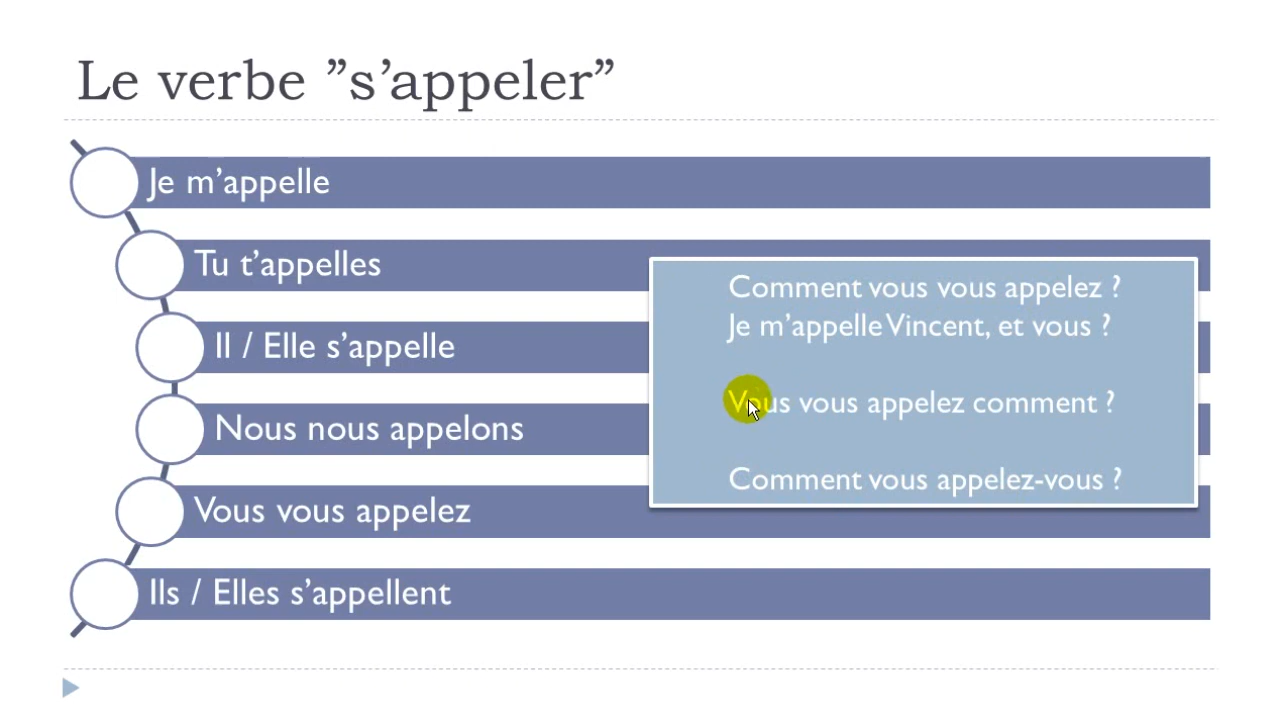 Le verbe ”s’appeler”
Je m’appelle
Tu t’appelles
Il / Elle s’appelle
Nous nous appelons
Vous vous appelez
Ils / Elles s’appellent
Comment vous vous appelez ?
Je m’appelle Vincent, et vous ?
Vous vous appelez comment ?
Comment vous appelez-vous ?